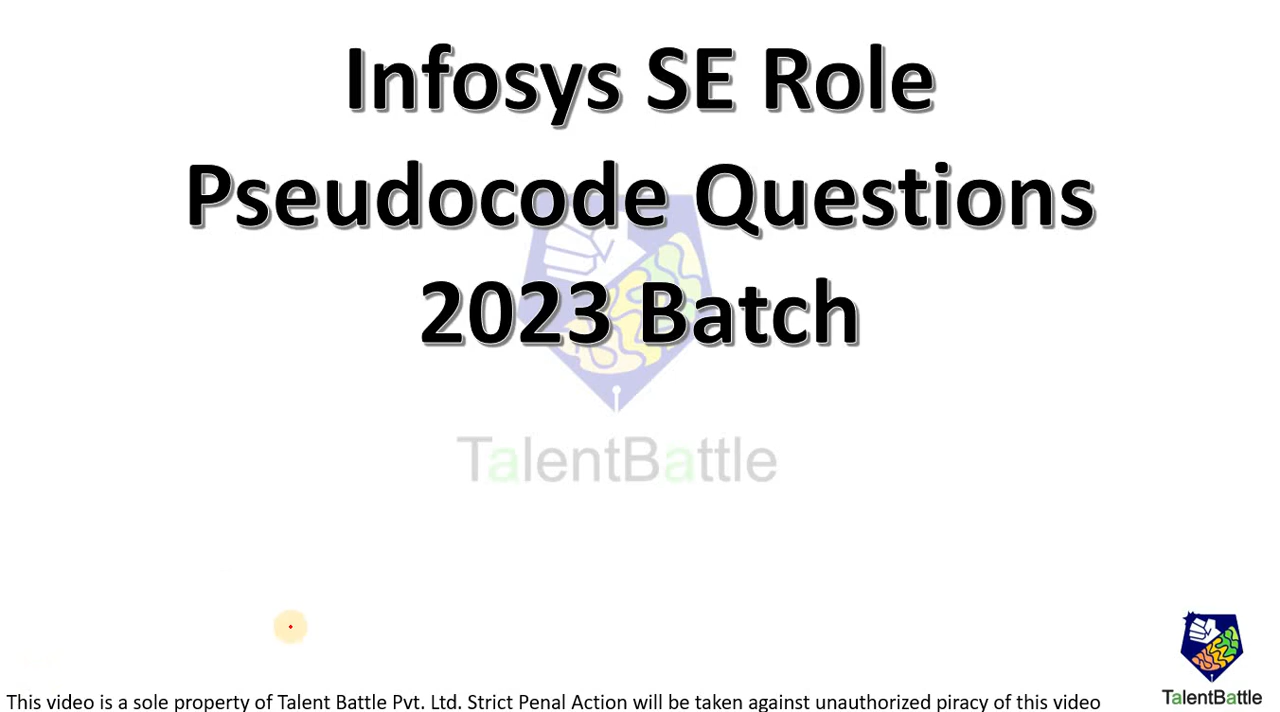 Infosys SE Role
Pseudocode Questions
2023 Batch
TalentBattle
TalentBattle
This video is a sole property of Talent Battle Pvt. Ltd. Strict Penal Action will be taken against unauthorized piracy of this video